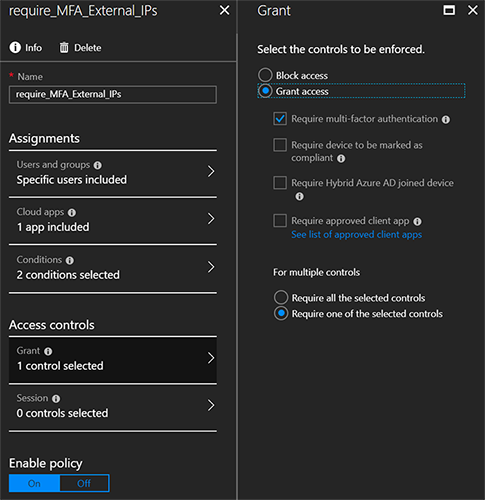 require_MFA_External_IPs
Info
Delete
* Name
require_MFA_External_IPs
Assignments
Users and groups
Specific users included
Cloud apps
1 app included
Conditions
2 conditions selected
Access controls
Grant
1 control selected
Session
0 controls selected
Enable policy
On
Off
Grant
Select the controls to be enforced.
Block access
Grant access
Require multi-factor authentication
Require device to be marked as
compliant
Require Hybrid Azure AD joined device
Require approved client app
See list of approved client apps
For multiple controls
Require all the selected controls
Require one of the selected controls